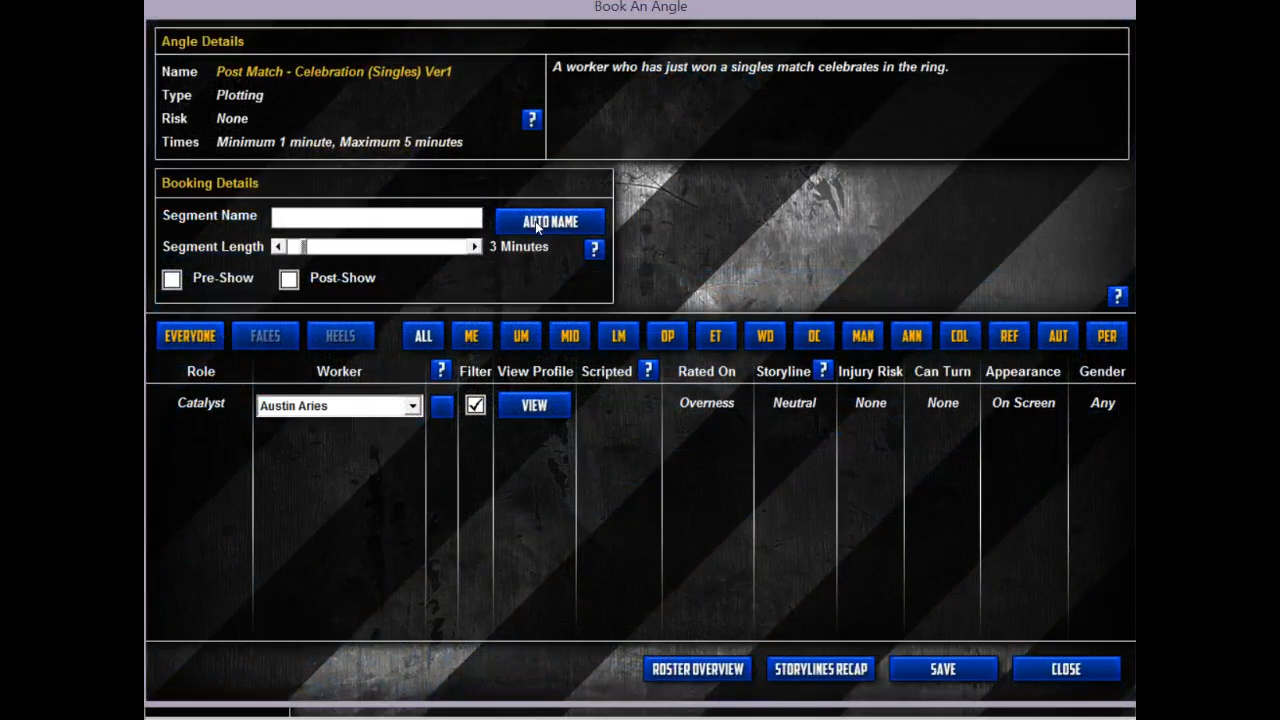 Book An Angle
Angle Details
Name Post Match - Celebration (Singles) Ver1
Type Plotting
Risk None
?
Times Minimum 1 minute, Maximum 5 minutes
A worker who has just won a singles match celebrates in the ring.
Booking Details
Segment Name AUTO NAME
Segment Length 3 Minutes ?
Pre-Show Post-Show
?
EVERYONE FACES HEELS ALL ME UM MID LM OP ET WD OC MAN ANN COL REF AUT PER
Role Worker ? Filter View Profile Scripted ? Rated On Storyline ? Injury Risk Can Turn Appearance Gender
Catalyst Austin Aries VIEW Overness Neutral None None On Screen Any
ROSTER OVERVIEW STORYLINES RECAP SAVE CLOSE